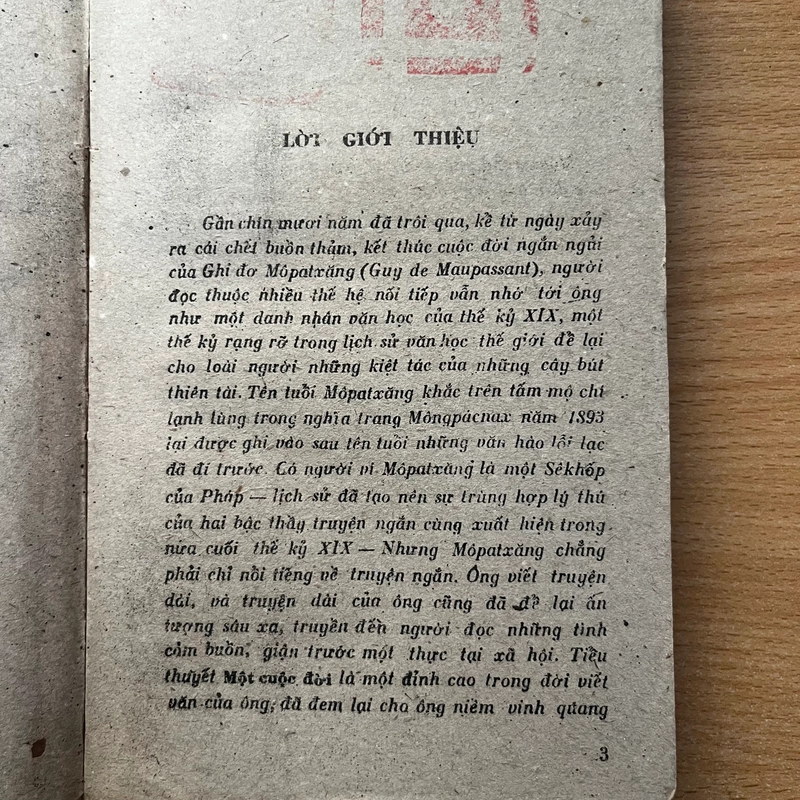 LỜI GIỚI THIỆU
Gần chín mươi năm đã trôi qua, kể từ ngày xảy
ra cái chết buồn thảm, kết thúc cuộc đời ngắn ngủi
của Ghi đơ Môpatxăng (Guy de Maupassant), người
đọc thuộc nhiều thế hệ nối tiếp vẫn nhớ tới ông
như một danh nhân văn học của thế kỷ XIX, một
thế kỷ rạng rỡ trong lịch sử văn học thế giới để lại
cho loài người những kiệt tác của những cây bút
thiên tài. Tên tuổi Môpatxăng khắc trên tấm mộ chí
lạnh lùng trong nghĩa trang Môngpácnax năm 1893
lại được ghi vào sau tên tuổi những văn hào lỗi lạc
đã đi trước. Có người ví Môpatxăng là một Sêkhốp
của Pháp — lịch sử đã tạo nên sự trùng hợp lý thú
của hai bậc thầy truyện ngắn cùng xuất hiện trong
nửa cuối thế kỷ XIX — Nhưng Môpatxăng chẳng
phải chỉ nổi tiếng về truyện ngắn. Ông viết truyện
dài, và truyện dài của ông cũng đã để lại ấn
tượng sâu xa, truyền đến người đọc những tình
cảm buồn, giận trước một thực tại xã hội. Tiểu
thuyết Một cuộc đời là một đỉnh cao trong đời viết
văn của ông, đã đem lại cho ông niềm vinh quang
3